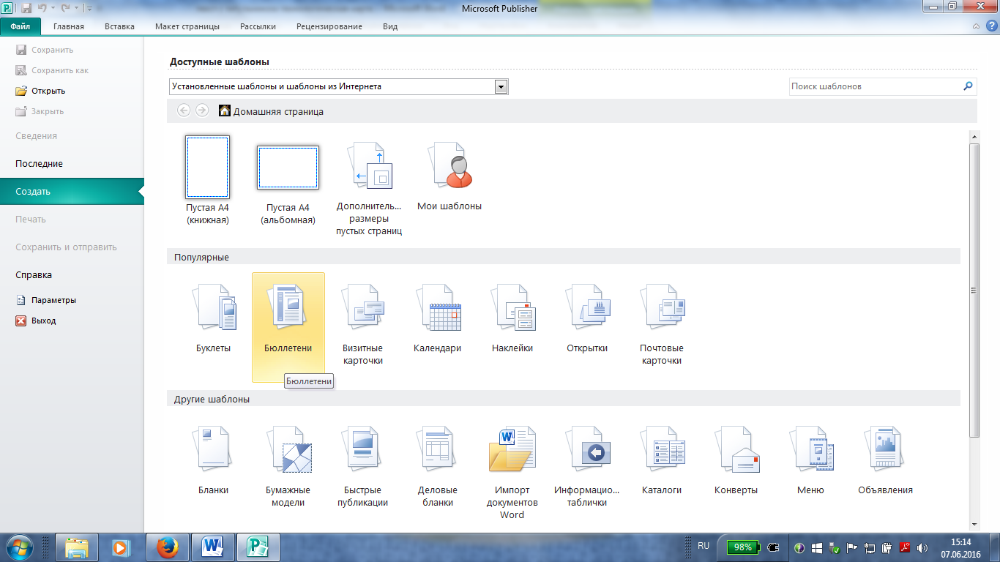 Microsoft Publisher
Файл Главная Вставка Макет страницы Рассылки Рецензирование Вид
Сохранить
Сохранить как
Открыть
Закрыть
Сведения
Последние
Создать
Печать
Сохранить и отправить
Справка
Параметры
Выход
Доступные шаблоны
Установленные шаблоны и шаблоны из Интернета
Поиск шаблонов
Домашняя страница
Пустая A4
(книжная)
Пустая A4
(альбомная)
Дополнитель...
размеры
пустых страниц
Мои шаблоны
Популярные
Буклеты
Бюллетени
Визитные
карточки
Календари
Наклейки
Открытки
Почтовые
карточки
Бюллетени
Другие шаблоны
Бланки
Бумажные
модели
Быстрые
публикации
Деловые
бланки
Импорт
документов
Word
Информацио...
таблички
Каталоги
Конверты
Меню
Объявления
RU
98%
15:14
07.06.2016